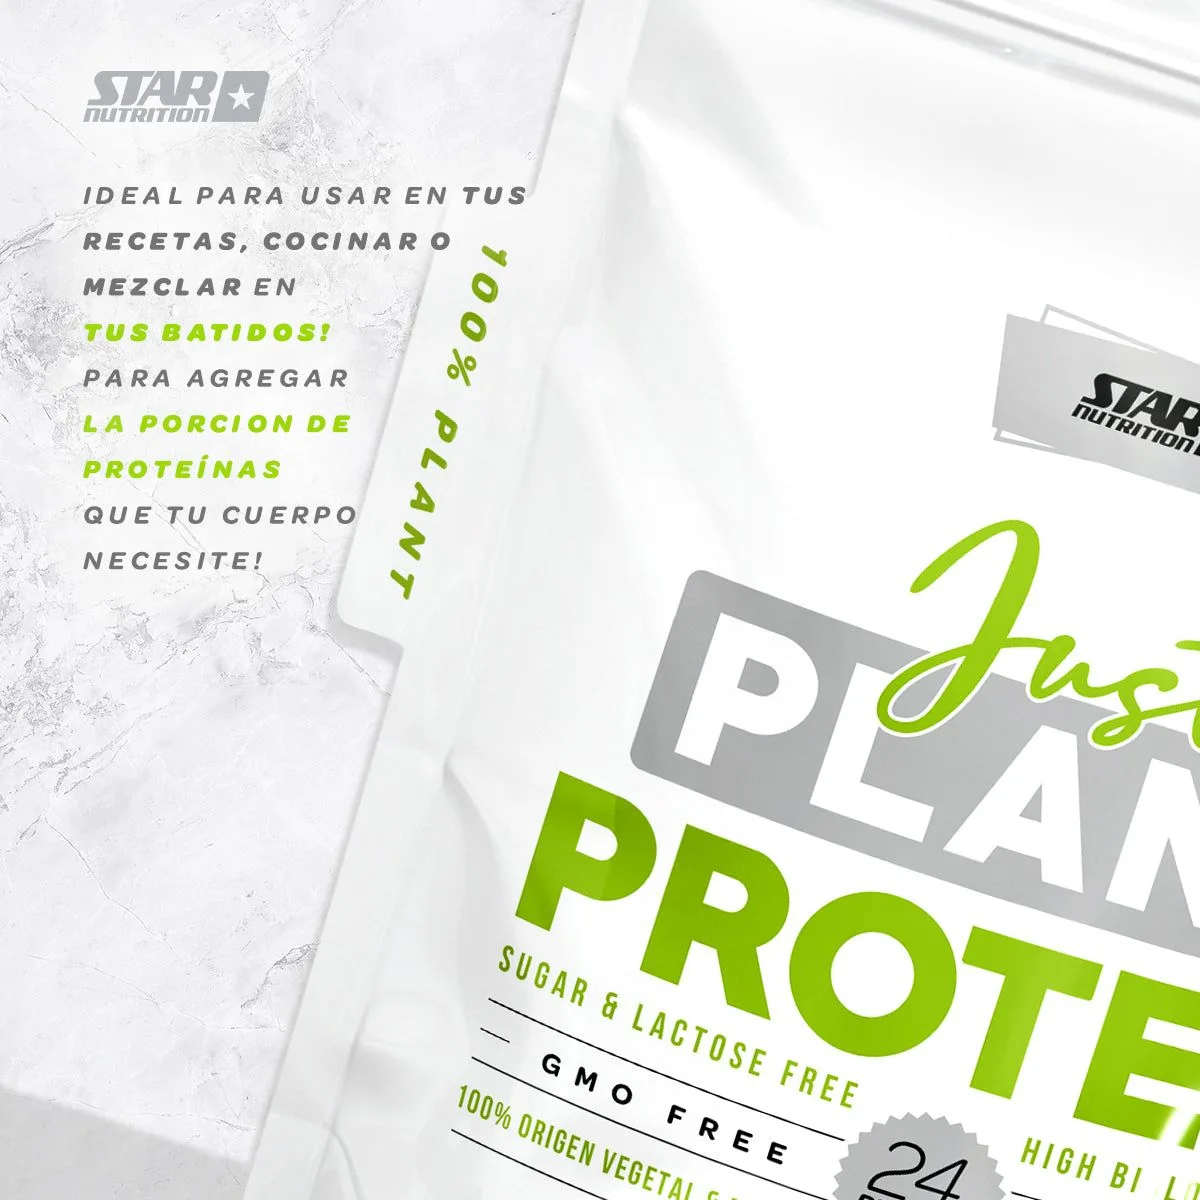 STAR
NUTRITION
IDEAL PARA USAR EN TUS
RECETAS, COCINAR O
MEZCLAR EN
TUS BATIDOS!
PARA AGREGAR
LA PORCION DE
PROTEÍNAS
QUE TU CUERPO
NECESITE!
100% PLANT
STAR
NUTRITION
Just
PLAN
PROTE
SUGAR & LACTOSE FREE
GMO FREE
100% ORIGEN VEGETAL
24
HIGH